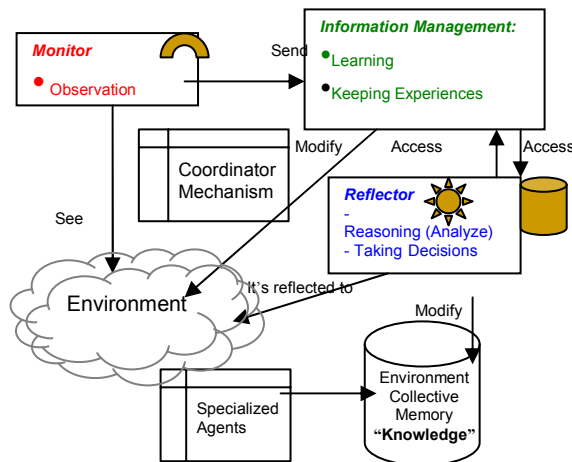 Monitor
• Observation
Send
Information Management:
• Learning
• Keeping Experiences
Coordinator
Mechanism
Modify
Access
Access
See
Reflector
-
Reasoning (Analyze)
- Taking Decisions
Environment
It's reflected to
Modify
Specialized
Agents
Environment
Collective
Memory
“Knowledge”